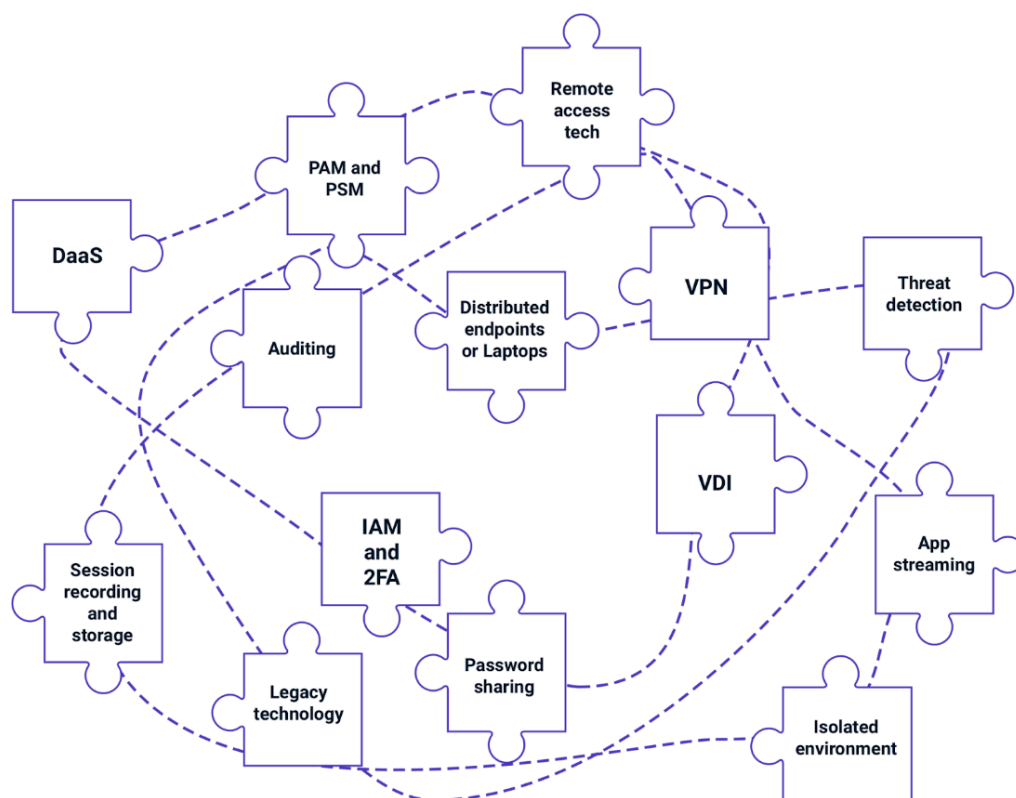 Remote
access
tech
PAM and
PSM
DaaS
VPN
Threat
detection
Distributed
endpoints
or Laptops
Auditing
VDI
IAM
and
2FA
App
streaming
Session
recording
and
storage
Password
sharing
Legacy
technology
Isolated
environment